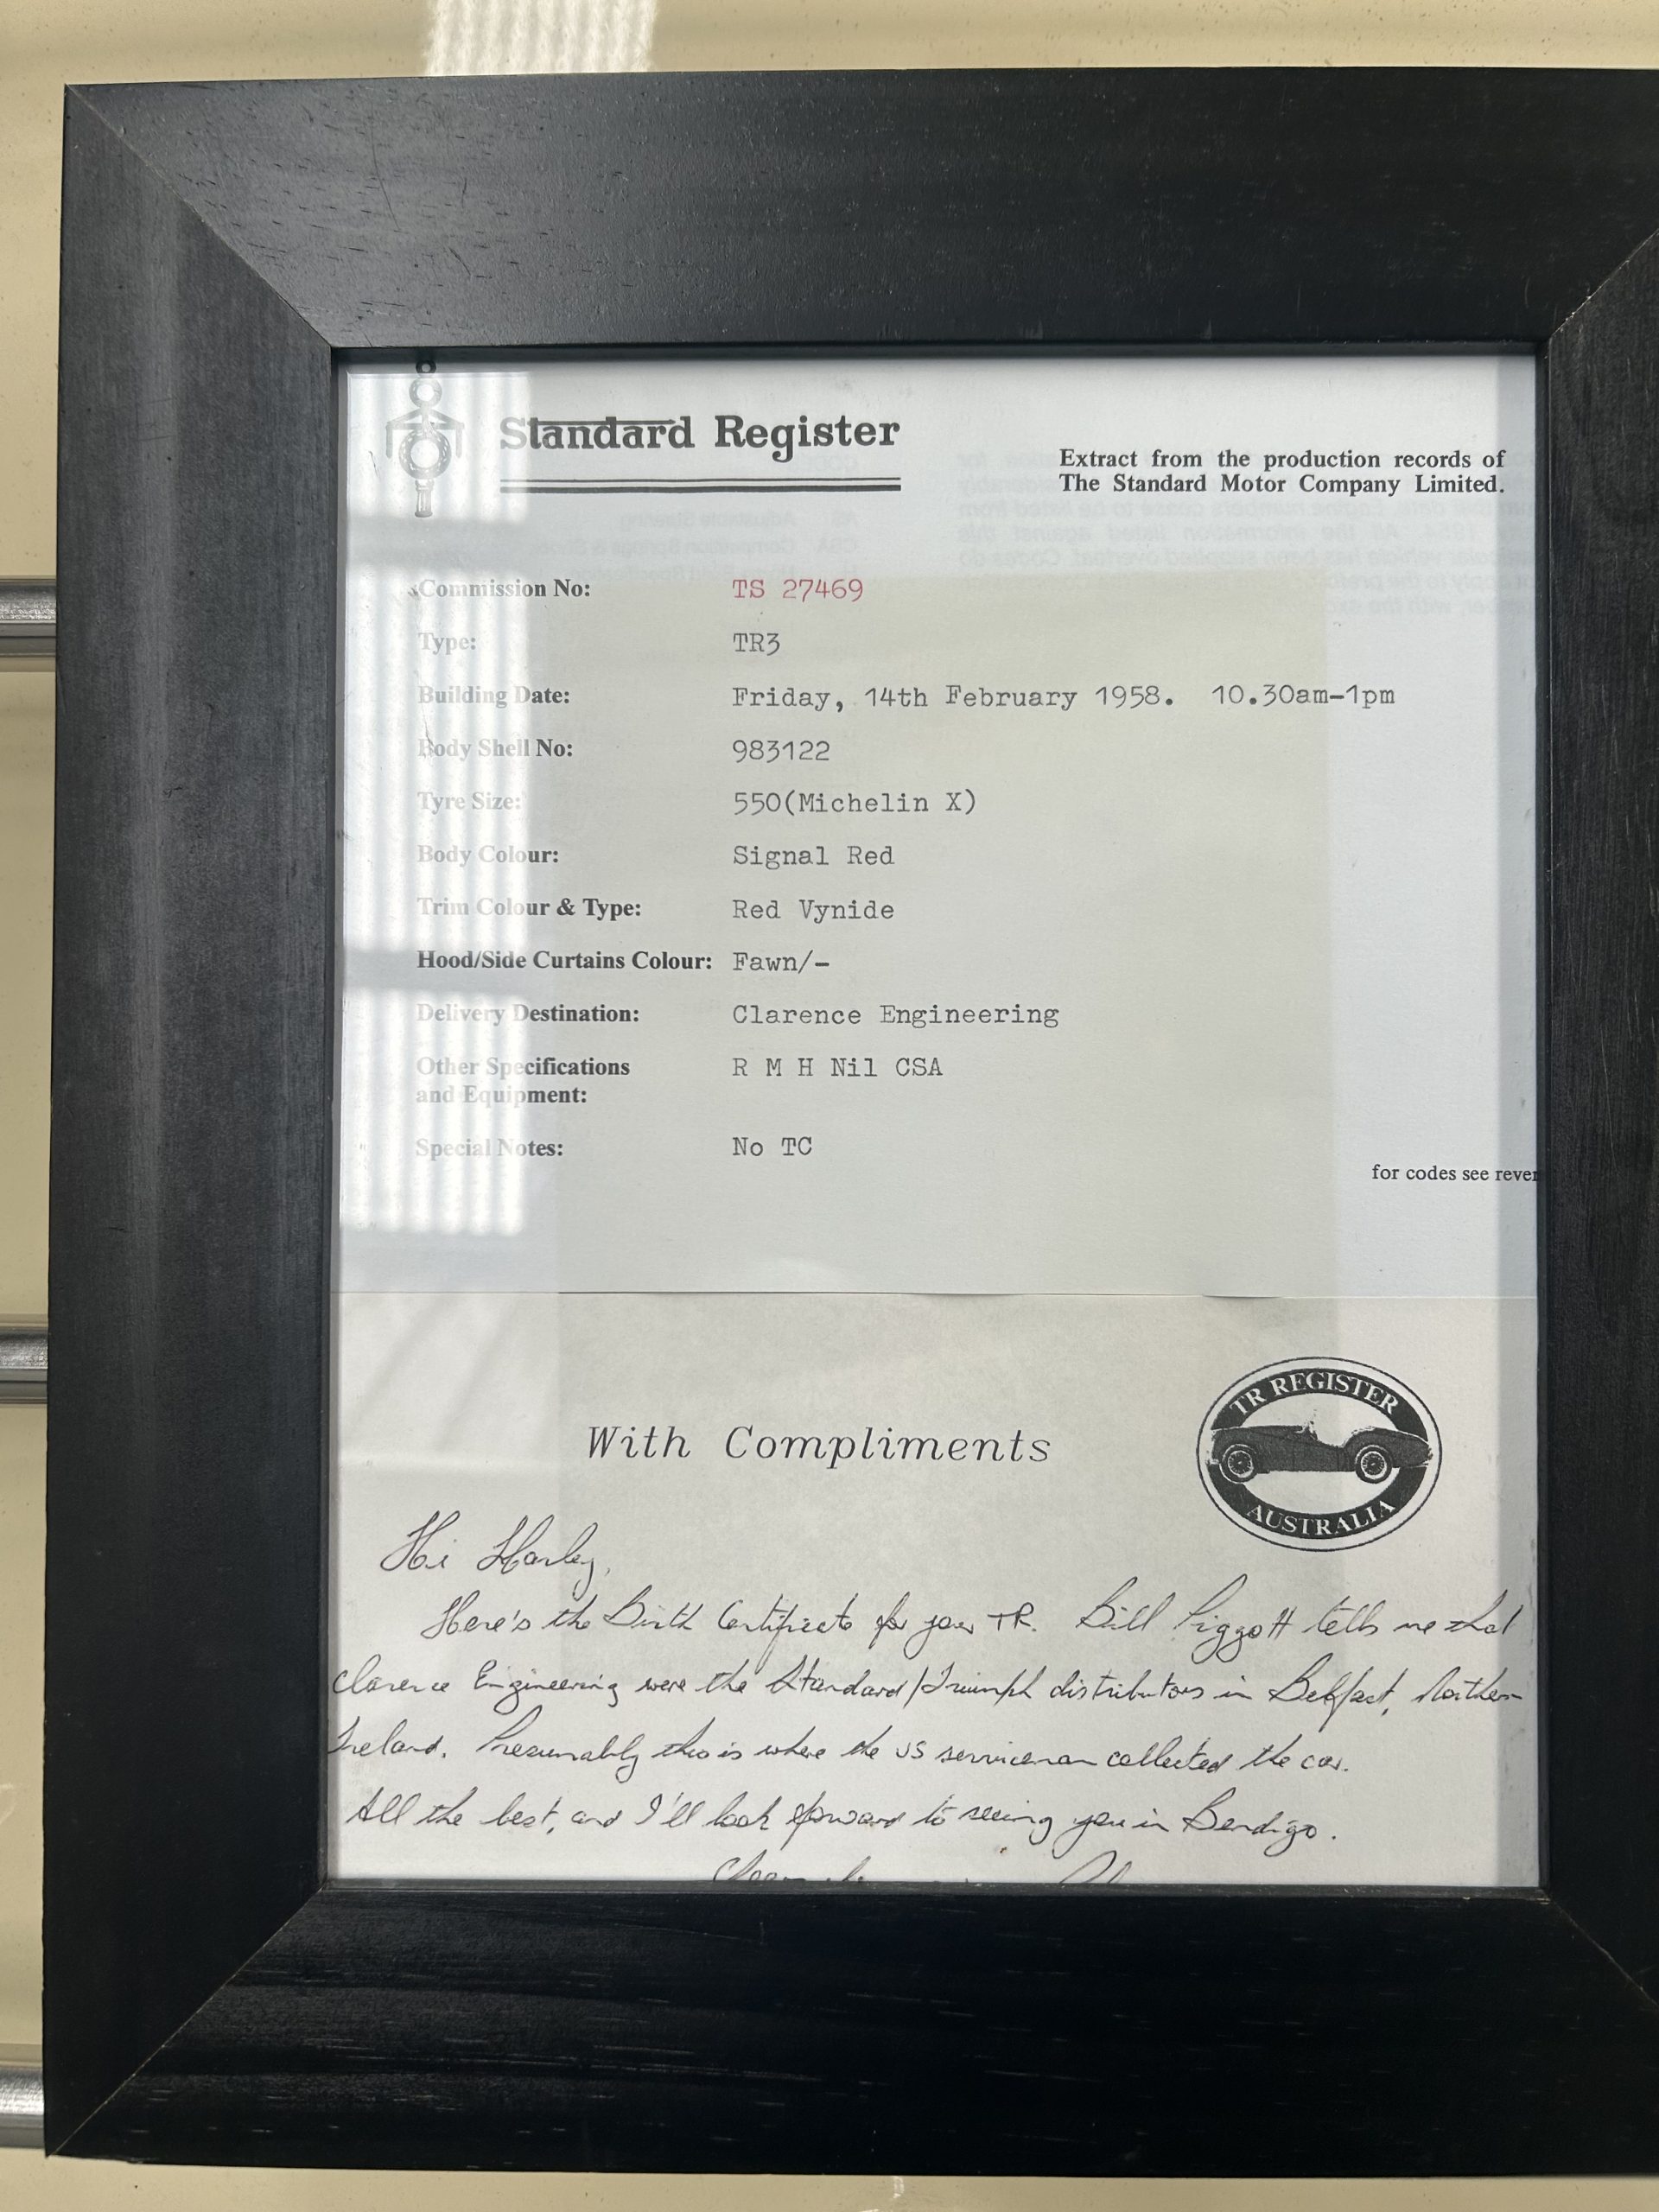 Standard Register
Extract from the production records of
The Standard Motor Company Limited.
Commission No: TS 27469
Type: TR3
Building Date: Friday, 14th February 1958. 10.30am-1pm
Body Shell No: 983122
Tyre Size: 550(Michelin X)
Body Colour: Signal Red
Trim Colour & Type: Red Vynide
Hood/Side Curtains Colour: Fawn/-
Delivery Destination: Clarence Engineering
Other Specifications R M H Nil CSA
and Equipment:
Special Notes: No TC
for codes see rever
With Compliments
TR REGISTER
AUSTRALIA
Hi Harley,
Here's the Birth Certificate for your TR. Bill Piggott tells me that
Clarence Engineering were the Standard/Triumph distributors in Belfast, Northern
Ireland. Presumably this is where the US serviceman collected the car.
All the best, and I'll look forward to seeing you in Bendigo.